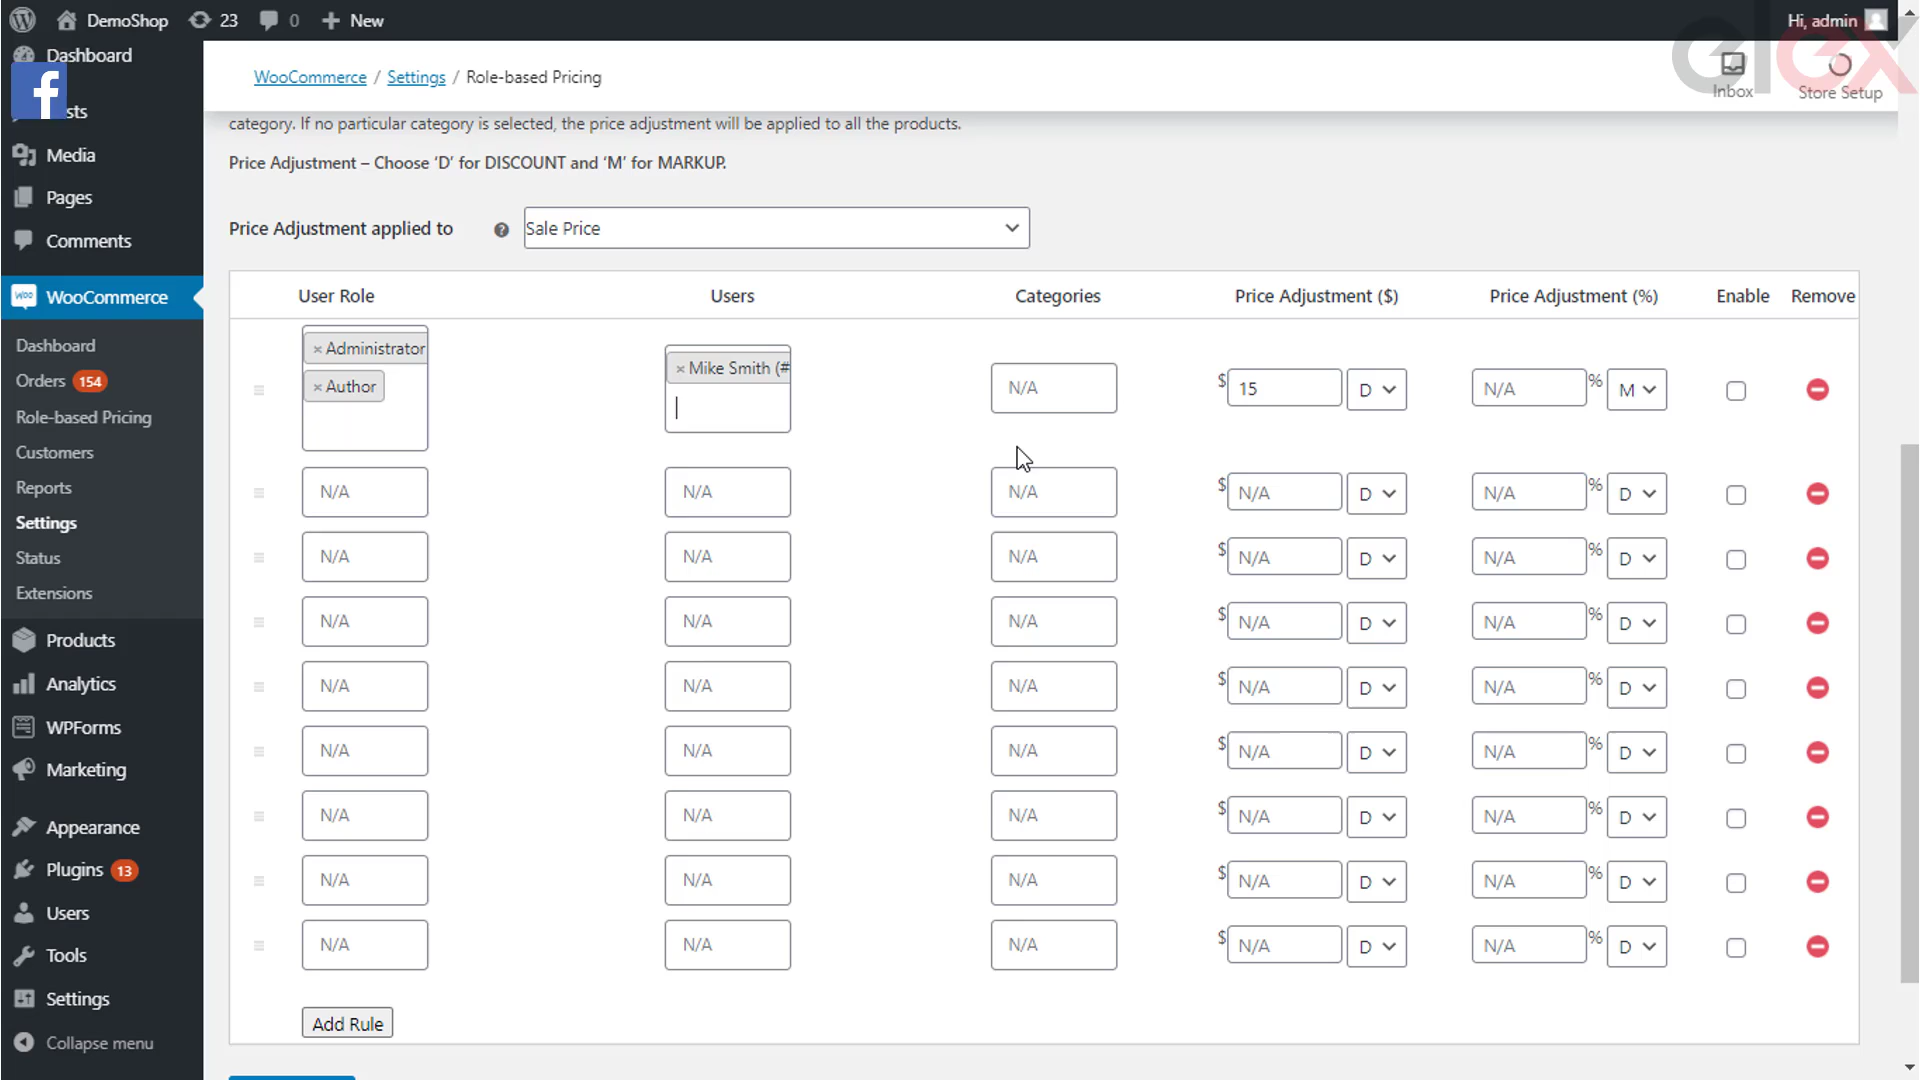 DemoShop 23 0 New Hi, admin
Dashboard
f
sts
Media
Pages
Comments
WooCommerce
Dashboard
Orders 154
Role-based Pricing
Customers
Reports
Settings
Status
Extensions
Products
Analytics
WPForms
Marketing
Appearance
Plugins 13
Users
Tools
Settings
Collapse menu
WooCommerce / Settings / Role-based Pricing
elex
Inbox
Store Setup
category. If no particular category is selected, the price adjustment will be applied to all the products.
Price Adjustment – Choose ‘D’ for DISCOUNT and ‘M’ for MARKUP.
Price Adjustment applied to ? Sale Price
User Role Users Categories Price Adjustment ($) Price Adjustment (%) Enable Remove
× Administrator
× Author
× Mike Smith (#
N/A $ 15 D N/A % M
N/A N/A N/A $ N/A D N/A % D
N/A N/A N/A $ N/A D N/A % D
N/A N/A N/A $ N/A D N/A % D
N/A N/A N/A $ N/A D N/A % D
N/A N/A N/A $ N/A D N/A % D
N/A N/A N/A $ N/A D N/A % D
N/A N/A N/A $ N/A D N/A % D
N/A N/A N/A $ N/A D N/A % D
Add Rule